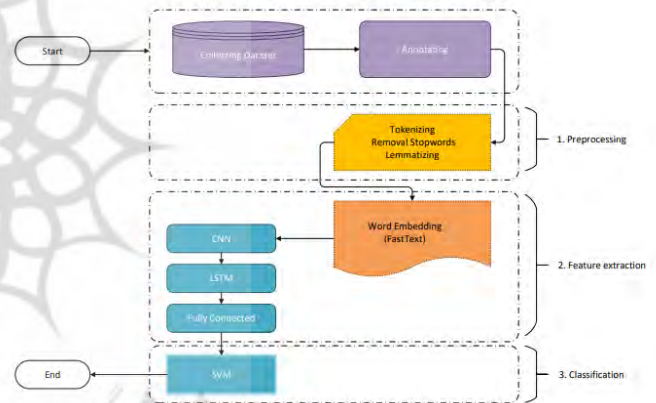 Start
Collecting Dataset
Annotating
Tokenizing
Removal Stopwords
Lemmatizing
1. Preprocessing
Word Embedding
(FastText)
CNN
LSTM
Fully Connected
2. Feature extraction
SVM
End
3. Classification